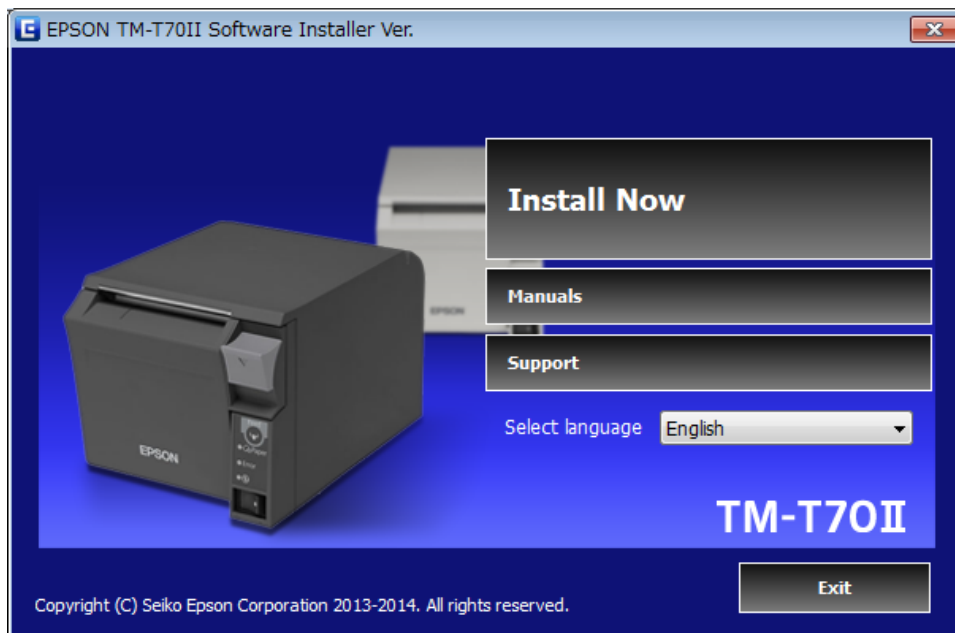 EPSON TM-T70II Software Installer Ver.
Install Now
Manuals
Support
Select language English
EPSON
EPSON
Error
TM-T70II
Exit
Copyright (C) Seiko Epson Corporation 2013-2014. All rights reserved.